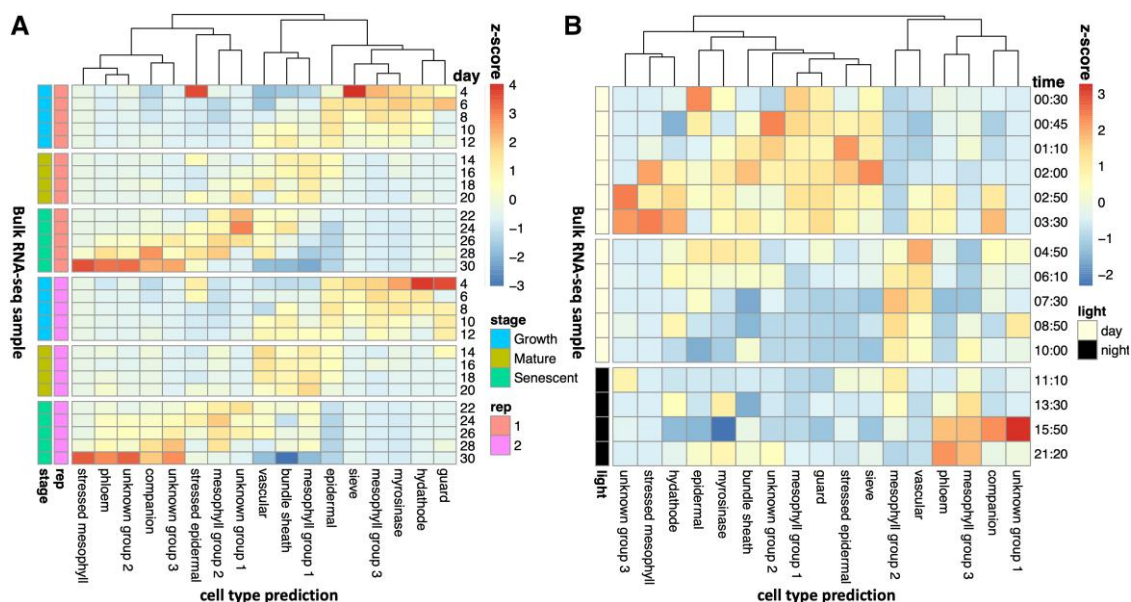 A
day
4
6
8
10
12
14
16
18
20
22
24
26
28
30
4
6
8
10
12
14
16
18
20
22
24
26
28
30
Bulk RNA-seq sample
stage
rep
stressed mesophyll
phloem
unknown group 2
companion
unknown group 3
stressed epidermal
mesophyll group 2
unknown group 1
vascular
bundle sheath
mesophyll group 1
epidermal
sieve
mesophyll group 3
myrosinase
hydathode
guard
cell type prediction
z-score
4
3
2
1
0
−1
−2
−3
stage
Growth
Mature
Senescent
rep
1
2
B
time
00:30
00:45
01:10
02:00
02:50
03:30
04:50
06:10
07:30
08:50
10:00
11:10
13:30
15:50
21:20
Bulk RNA-seq sample
light
unknown group 3
stressed mesophyll
hydathode
epidermal
myrosinase
bundle sheath
unknown group 2
mesophyll group 1
guard
stressed epidermal
sieve
mesophyll group 2
vascular
phloem
mesophyll group 3
companion
unknown group 1
cell type prediction
z-score
3
2
1
0
−1
−2
light
day
night